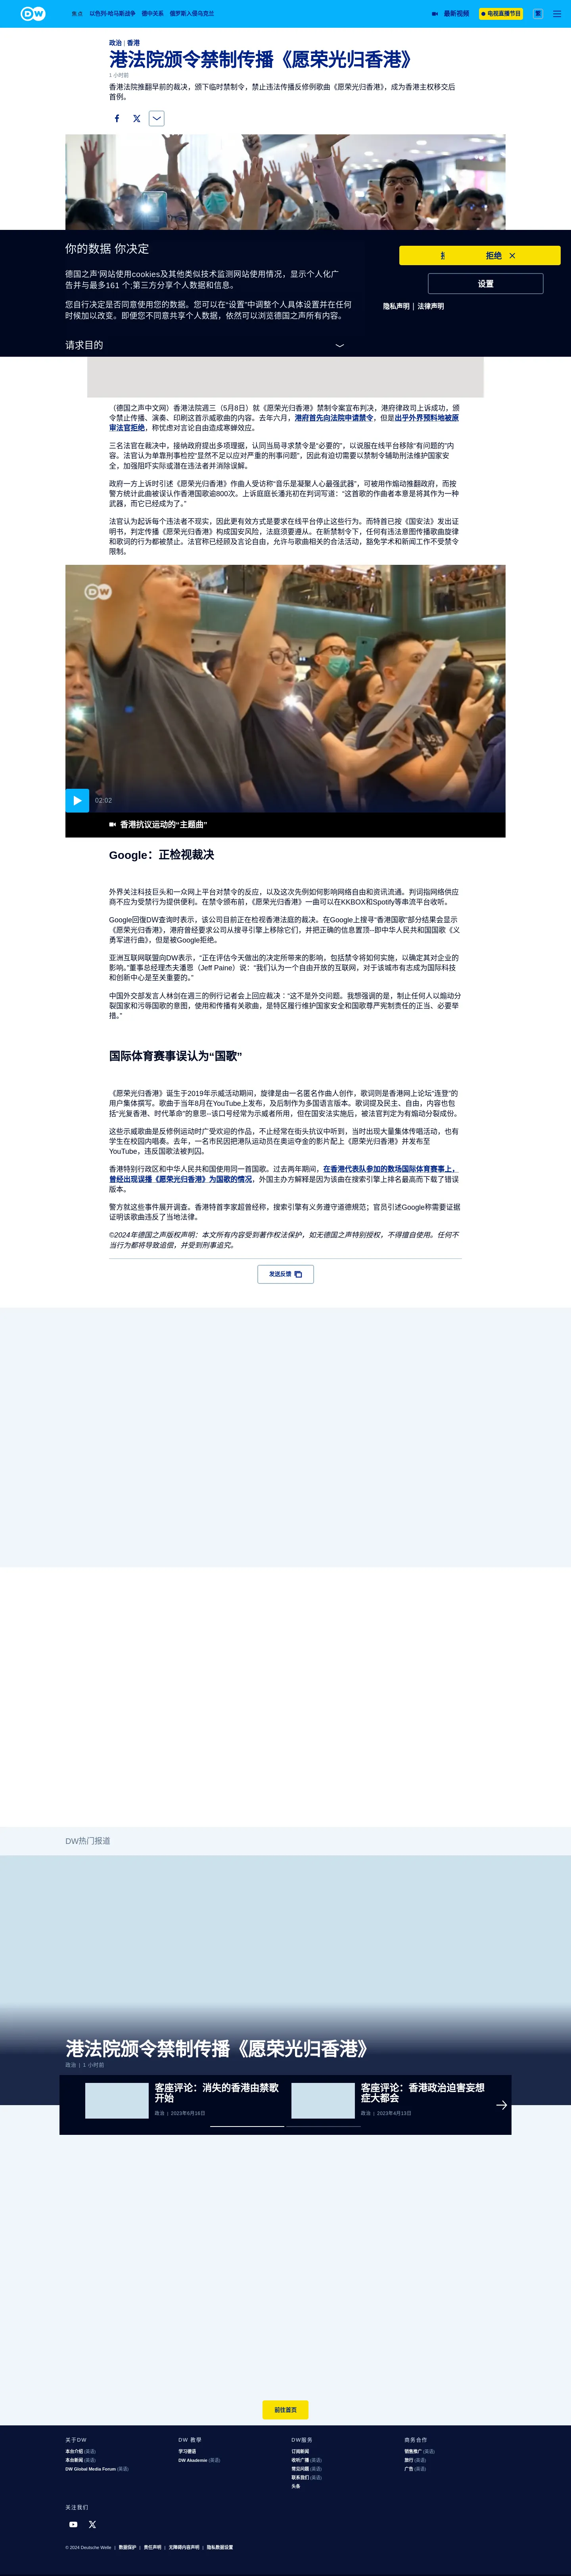 DW
焦点
以色列-哈马斯战争
德中关系
俄罗斯入侵乌克兰
最新视频
电视直播节目
繁
政治 | 香港
港法院颁令禁制传播《愿荣光归香港》
1 小时前
香港法院推翻早前的裁决，颁下临时禁制令，禁止违法传播反修例歌曲《愿荣光归香港》，成为香港主权移交后
首例。
你的数据 你决定
德国之声'网站使用cookies及其他类似技术监测网站使用情况，显示个人化广
告并与最多161 个;第三方分享个人数据和信息。
您自行决定是否同意使用您的数据。您可以在“设置”中调整个人具体设置并在任何
时候加以改变。即便您不同意共享个人数据，依然可以浏览德国之声所有内容。
请求目的
拒绝
设置
隐私声明 | 法律声明
（德国之声中文网）香港法院週三（5月8日）就《愿荣光归香港》禁制令案宣布判决，港府律政司上诉成功，颁
令禁止传播、演奏、印刷这首示威歌曲的内容。去年六月，港府首先向法院申请禁令，但是出乎外界预料地被原
审法官拒绝，称忧虑对言论自由造成寒蝉效应。
三名法官在裁决中，接纳政府提出多项理据，认同当局寻求禁令是“必要的”，以说服在线平台移除“有问题”的内
容。法官认为单靠刑事检控“显然不足以应对严重的刑事问题”，因此有迫切需要以禁制令辅助刑法维护国家安
全，加强阻吓实际或潜在违法者并消除误解。
政府一方上诉时引述《愿荣光归香港》作曲人受访称“音乐是凝聚人心最强武器”，可被用作煽动推翻政府，而按
警方统计此曲被误认作香港国歌逾800次。上诉庭庭长潘兆初在判词写道：“这首歌的作曲者本意是将其作为一种
武器，而它已经成为了。”
法官认为起诉每个违法者不现实，因此更有效方式是要求在线平台停止这些行为。而特首已按《国安法》发出证
明书，判定传播《愿荣光归香港》构成国安风险，法庭须要遵从。在新禁制令下，任何有违法意图传播歌曲旋律
和歌词的行为都被禁止。法官称已经顾及言论自由，允许与歌曲相关的合法活动，豁免学术和新闻工作不受禁令
限制。
DW
02:02
香港抗议运动的“主题曲”
Google：正检视裁决
外界关注科技巨头和一众网上平台对禁令的反应，以及这次先例如何影响网络自由和资讯流通。判词指网络供应
商不应为受禁行为提供便利。在禁令颁布前，《愿荣光归香港》一曲可以在KKBOX和Spotify等串流平台收听。
Google回復DW查询时表示，该公司目前正在检视香港法庭的裁决。在Google上搜寻“香港国歌”部分结果会显示
《愿荣光归香港》，港府曾经要求公司从搜寻引擎上移除它们，并把正确的信息置顶--即中华人民共和国国歌《义
勇军进行曲》，但是被Google拒绝。
亚洲互联网联盟向DW表示，“正在评估今天做出的决定所带来的影响，包括禁令将如何实施，以确定其对企业的
影响。”董事总经理杰夫潘恩（Jeff Paine）说：“我们认为一个自由开放的互联网，对于该城市有志成为国际科技
和创新中心是至关重要的。”
中国外交部发言人林剑在週三的例行记者会上回应裁决：“这不是外交问题。我想强调的是，制止任何人以煽动分
裂国家和污辱国歌的意图，使用和传播有关歌曲，是特区履行维护国家安全和国歌尊严宪制责任的正当、必要举
措。”
国际体育赛事误认为“国歌”
《愿荣光归香港》诞生于2019年示威活动期间，旋律是由一名匿名作曲人创作，歌词则是香港网上论坛“连登”的
用户集体撰写。歌曲于当年8月在YouTube上发布，及后制作为多国语言版本。歌词提及民主、自由，内容也包
括“光复香港、时代革命”的意思--该口号经常为示威者所用，但在国安法实施后，被法官判定为有煽动分裂成份。
这些示威歌曲是反修例运动时广受欢迎的作品，不止经常在街头抗议中听到，当时出现大量集体传唱活动，也有
学生在校园内唱奏。去年，一名市民因把港队运动员在奥运夺金的影片配上《愿荣光归香港》并发布至
YouTube，违反国歌法被判囚。
香港特别行政区和中华人民共和国使用同一首国歌。过去两年期间，在香港代表队参加的数场国际体育赛事上，
曾经出现误播《愿荣光归香港》为国歌的情况，外国主办方解释是因为该曲在搜索引擎上排名最高而下载了错误
版本。
警方就这些事件展开调查。香港特首李家超曾经称，搜索引擎有义务遵守道德规范；官员引述Google称需要证据
证明该歌曲违反了当地法律。
©2024年德国之声版权声明：本文所有内容受到著作权法保护，如无德国之声特别授权，不得擅自使用。任何不
当行为都将导致追偿，并受到刑事追究。
发送反馈
DW热门报道
港法院颁令禁制传播《愿荣光归香港》
政治 | 1 小时前
客座评论：消失的香港由禁歌
开始
政治 | 2023年6月16日
客座评论：香港政治迫害妄想
症大都会
政治 | 2023年4月13日
前往首页
关于DW
本台介绍 (英语)
本台新闻 (英语)
DW Global Media Forum (英语)
DW 教學
学习德语
DW Akademie (英语)
DW服务
订阅新闻
收听广播 (英语)
常见问题 (英语)
联系我们 (英语)
头条
商务合作
销售推广 (英语)
旅行 (英语)
广告 (英语)
关注我们
© 2024 Deutsche Welle | 数据保护 | 责任声明 | 无障碍内容声明 | 隐私数据设置